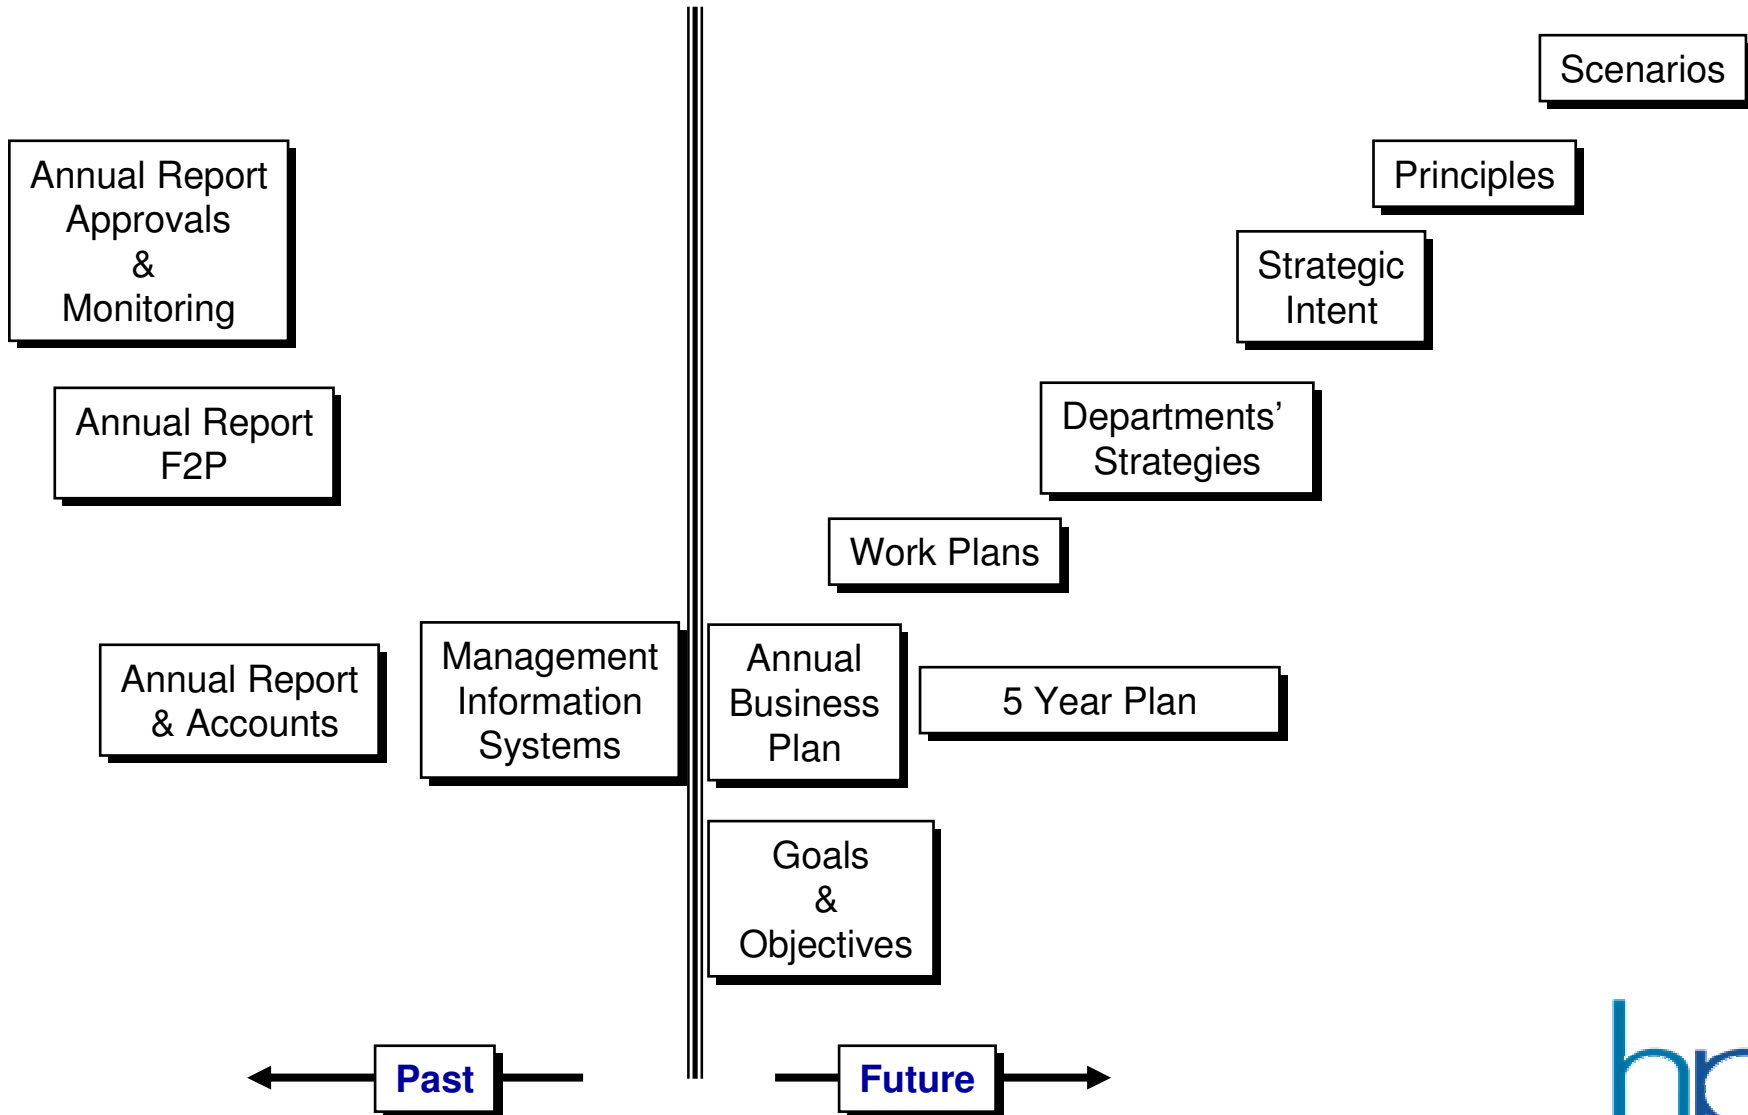 Scenarios
Principles
Annual Report
Approvals
&
Monitoring
Strategic
Intent
Annual Report
F2P
Departments’
Strategies
Work Plans
Annual Report
& Accounts
Management
Information
Systems
Annual
Business
Plan
5 Year Plan
Goals
&
Objectives
Past
Future